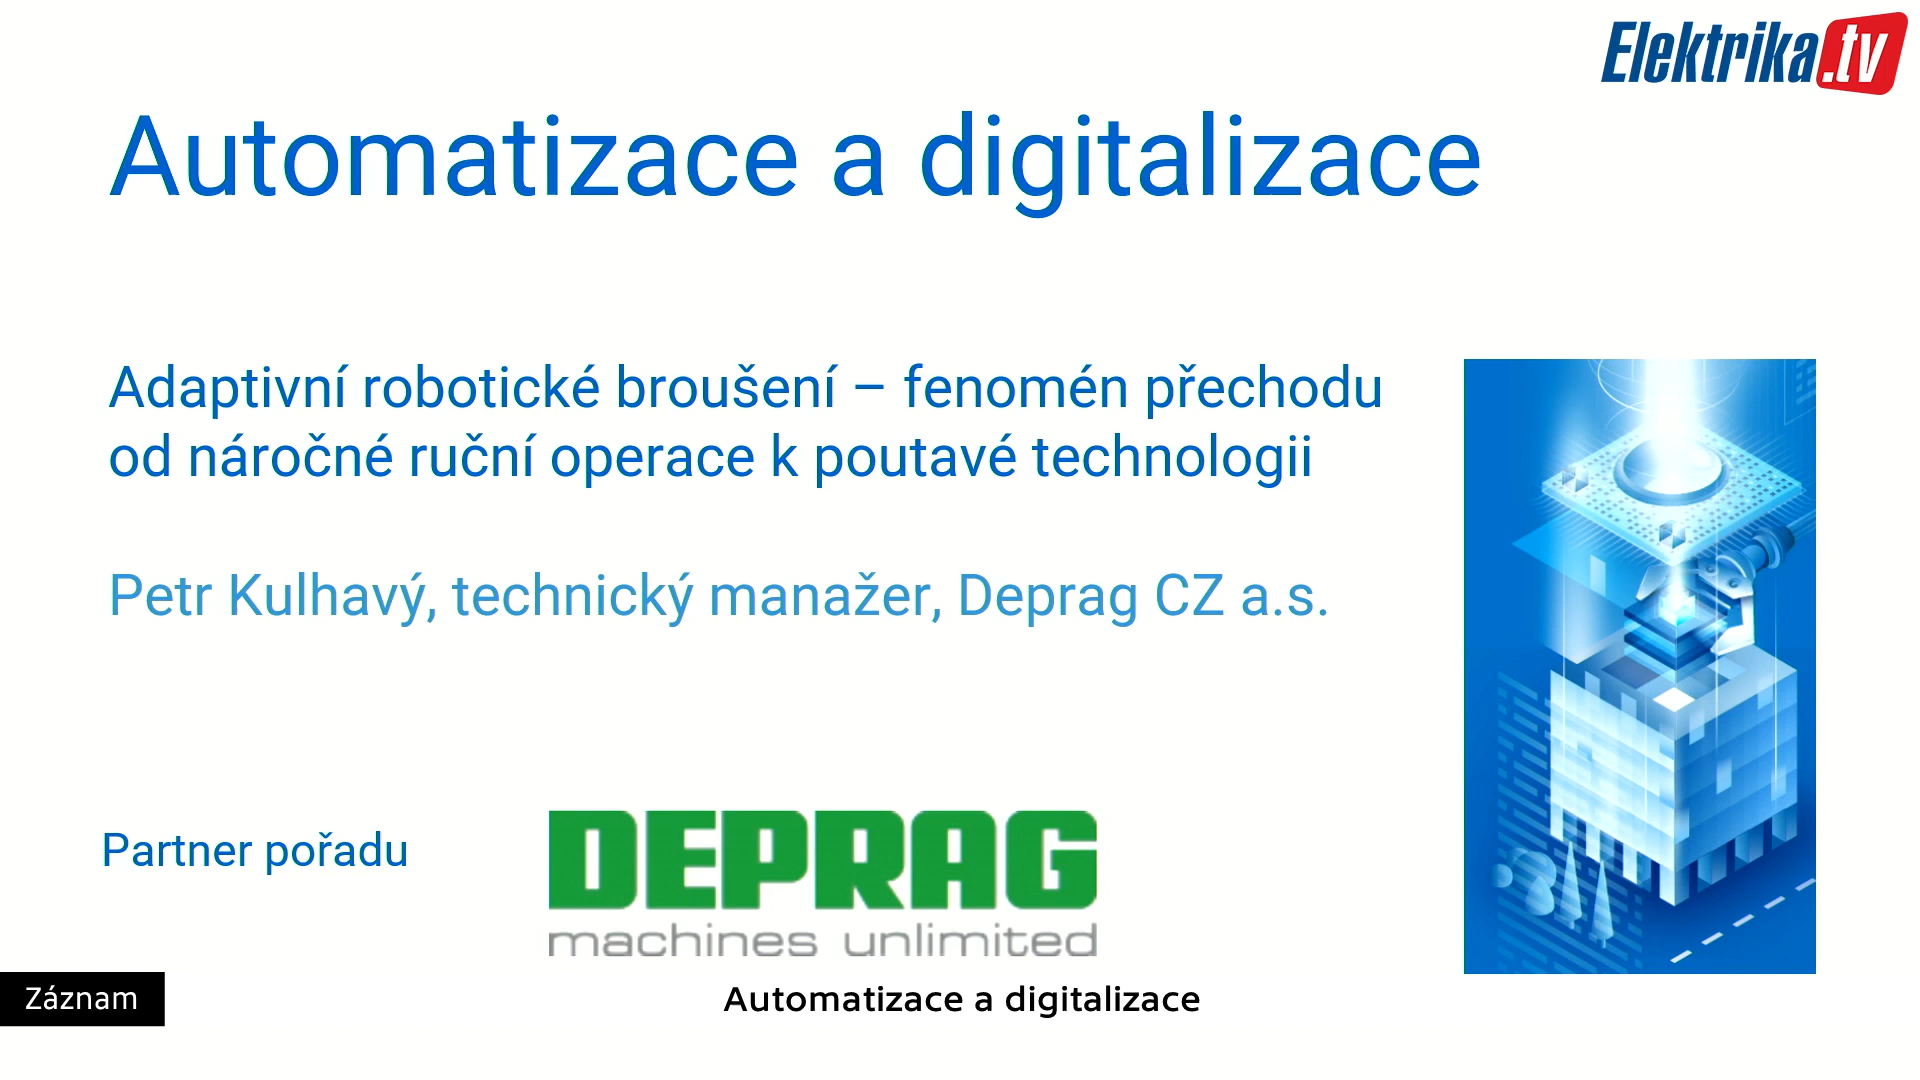 Elektrika.tv
Automatizace a digitalizace
Adaptivní robotické broušení – fenomén přechodu
od náročné ruční operace k poutavé technologii
Petr Kulhavý, technický manažer, Deprag CZ a.s.
Partner pořadu
DEPRAG
machines unlimited
Záznam
Automatizace a digitalizace